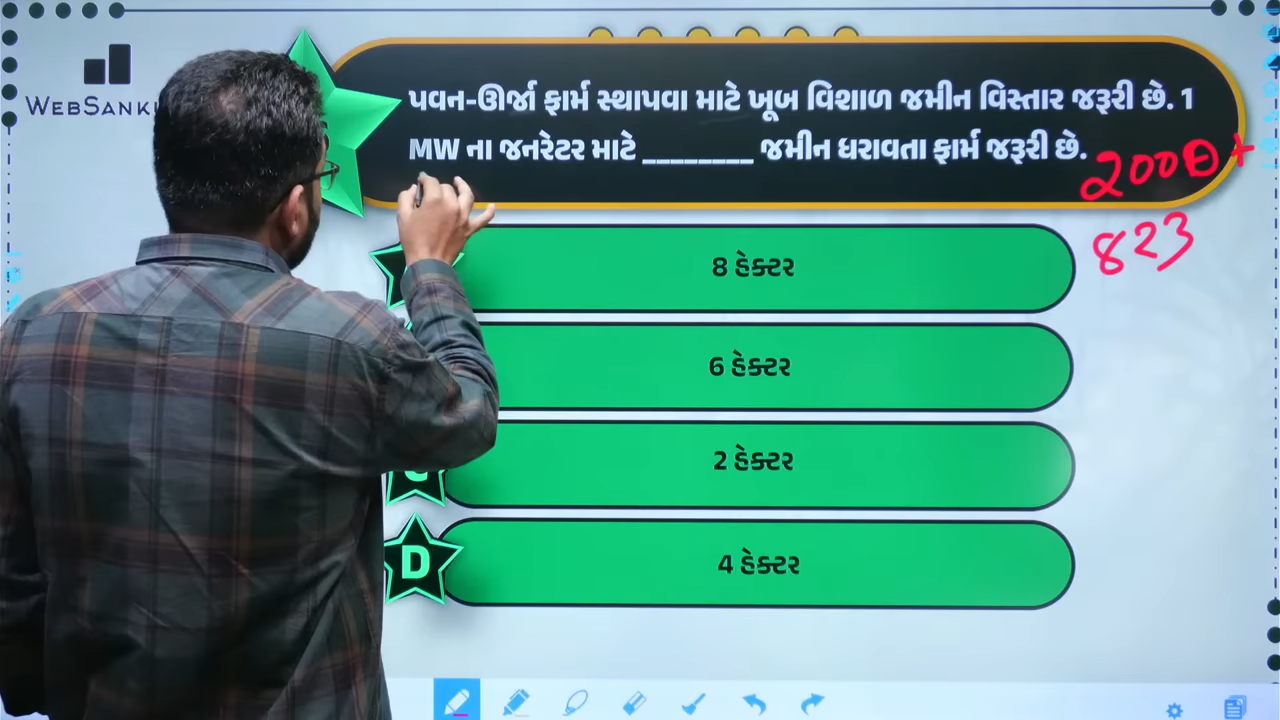 WEBSANK
પવન-ઊર્જા ફાર્મ સ્થાપવા માટે ખૂબ વિશાળ જમીન વિસ્તાર જરૂરી છે. 1
MW ના જનરેટર માટે ________ જમીન ધરાવતા ફાર્મ જરૂરી છે.
2000+
823
8 હેક્ટર
6 હેક્ટર
2 હેક્ટર
D
4 હેક્ટર